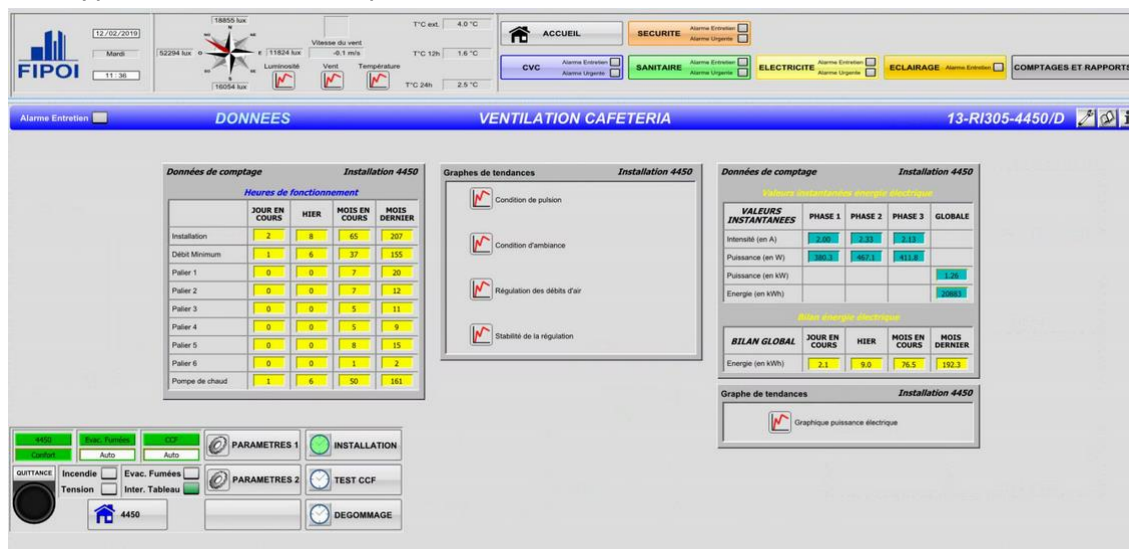 FIPOI
12/02/2019
Mardi
11:36
18855 lux
52294 lux
O
N
E
11824 lux
S
16054 lux
Luminosité
Vitesse du vent
-0.1 m/s
Vent
Température
T°C ext. 4.0 °C
T°C 12h 1.6 °C
T°C 24h 2.5 °C
ACCUEIL
SECURITE Alarme Entretien
Alarme Urgente
CVC Alarme Entretien
Alarme Urgente
SANITAIRE Alarme Entretien
Alarme Urgente
ELECTRICITE Alarme Entretien
Alarme Urgente
ECLAIRAGE Alarme Entretien
COMPTAGES ET RAPPORTS
Alarme Entretien DONNEES VENTILATION CAFETERIA 13-RI305-4450/D
Données de comptage Installation 4450
Heures de fonctionnement
JOUR EN COURS HIER MOIS EN COURS MOIS DERNIER
Installation 2 8 65 207
Débit Minimum 1 6 37 155
Palier 1 0 0 7 20
Palier 2 0 0 7 12
Palier 3 0 0 5 11
Palier 4 0 0 5 9
Palier 5 0 0 8 15
Palier 6 0 0 1 2
Pompe de chaud 1 6 50 161
Graphes de tendances Installation 4450
Condition de pulsion
Condition d'ambiance
Régulation des débits d'air
Stabilité de la régulation
Données de comptage Installation 4450
Valeurs instantanées énergie électrique
VALEURS INSTANTANEES PHASE 1 PHASE 2 PHASE 3 GLOBALE
Intensité (en A) 2.00 2.33 2.13
Puissance (en W) 380.3 467.1 411.8
Puissance (en kW) 1.26
Energie (en kWh) 20883
Bilan énergie électrique
BILAN GLOBAL JOUR EN COURS HIER MOIS EN COURS MOIS DERNIER
Energie (en kWh) 2.1 9.0 76.5 192.3
Graphe de tendances Installation 4450
Graphique puissance électrique
4450 Evac. Fumées CCF
Confort Auto Auto
QUITTANCE
Incendie Evac. Fumées
Tension Inter. Tableau
4450
PARAMETRES 1 INSTALLATION
PARAMETRES 2 TEST CCF
DEGOMMAGE